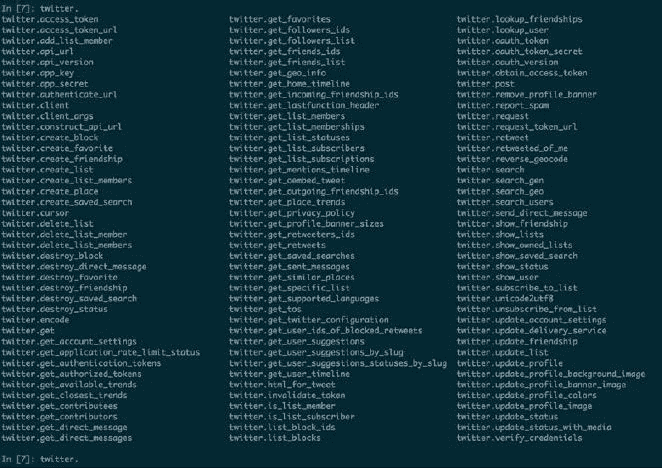 In [7]: twitter.
twitter.access_token twitter.get_favorites twitter.lookup_friendships
twitter.access_token_url twitter.get_followers_ids twitter.lookup_user
twitter.add_list_member twitter.get_followers_list twitter.oauth_token
twitter.api_url twitter.get_friends_ids twitter.oauth_token_secret
twitter.api_version twitter.get_friends_list twitter.oauth_version
twitter.app_key twitter.get_geo_info twitter.obtain_access_token
twitter.app_secret twitter.get_home_timeline twitter.post
twitter.authenticate_url twitter.get_incoming_friendship_ids twitter.remove_profile_banner
twitter.client twitter.get_lastfunction_header twitter.report_spam
twitter.client_args twitter.get_list_members twitter.request
twitter.construct_api_url twitter.get_list_memberships twitter.request_token_url
twitter.create_block twitter.get_list_statuses twitter.retweet
twitter.create_favorite twitter.get_list_subscribers twitter.retweeted_of_me
twitter.create_friendship twitter.get_list_subscriptions twitter.reverse_geocode
twitter.create_list twitter.get_mentions_timeline twitter.search
twitter.create_list_members twitter.get_oembed_tweet twitter.search_gen
twitter.create_place twitter.get_outgoing_friendship_ids twitter.search_geo
twitter.create_saved_search twitter.get_place_trends twitter.search_users
twitter.cursor twitter.get_privacy_policy twitter.send_direct_message
twitter.delete_list twitter.get_profile_banner_sizes twitter.show_friendship
twitter.delete_list_member twitter.get_retweeters_ids twitter.show_lists
twitter.delete_list_members twitter.get_retweets twitter.show_owned_lists
twitter.destroy_block twitter.get_saved_searches twitter.show_saved_search
twitter.destroy_direct_message twitter.get_sent_messages twitter.show_status
twitter.destroy_favorite twitter.get_similar_places twitter.show_user
twitter.destroy_friendship twitter.get_specific_list twitter.subscribe_to_list
twitter.destroy_saved_search twitter.get_supported_languages twitter.unicode2utf8
twitter.destroy_status twitter.get_tos twitter.unsubscribe_from_list
twitter.encode twitter.get_twitter_configuration twitter.update_account_settings
twitter.get twitter.get_user_ids_of_blocked_retweets twitter.update_delivery_service
twitter.get_account_settings twitter.get_user_suggestions twitter.update_friendship
twitter.get_application_rate_limit_status twitter.get_user_suggestions_by_slug twitter.update_list
twitter.get_authentication_tokens twitter.get_user_suggestions_statuses_by_slug twitter.update_profile
twitter.get_authorized_tokens twitter.get_user_timeline twitter.update_profile_background_image
twitter.get_available_trends twitter.html_for_tweet twitter.update_profile_banner_image
twitter.get_closest_trends twitter.invalidate_token twitter.update_profile_colors
twitter.get_contributees twitter.is_list_member twitter.update_profile_image
twitter.get_contributors twitter.is_list_subscriber twitter.update_status
twitter.get_direct_message twitter.list_block_ids twitter.update_status_with_media
twitter.get_direct_messages twitter.list_blocks twitter.verify_credentials
In [7]: twitter.